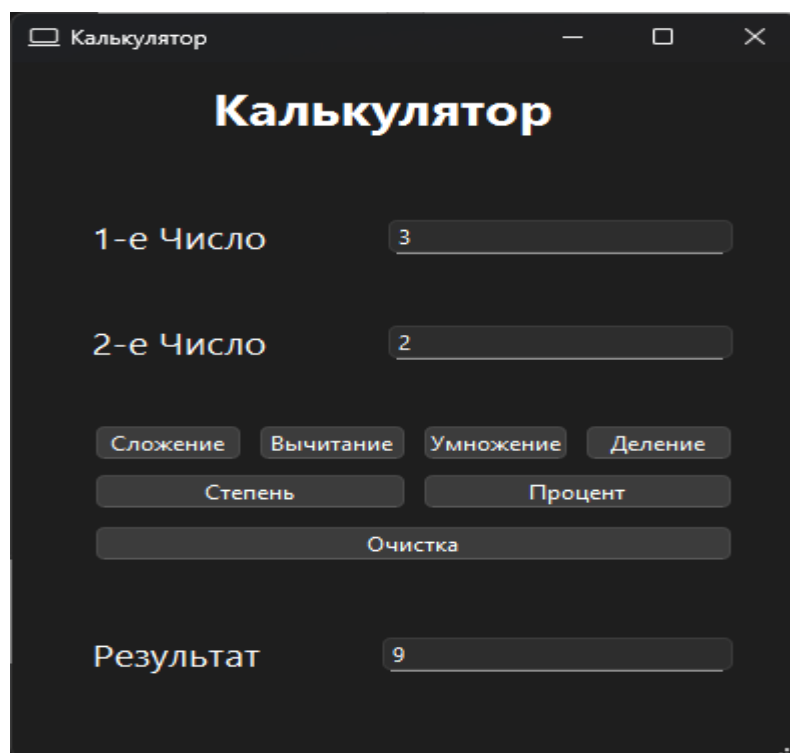 Калькулятор
Калькулятор
1-е Число 3
2-е Число 2
Сложение Вычитание Умножение Деление
Степень Процент
Очистка
Результат 9